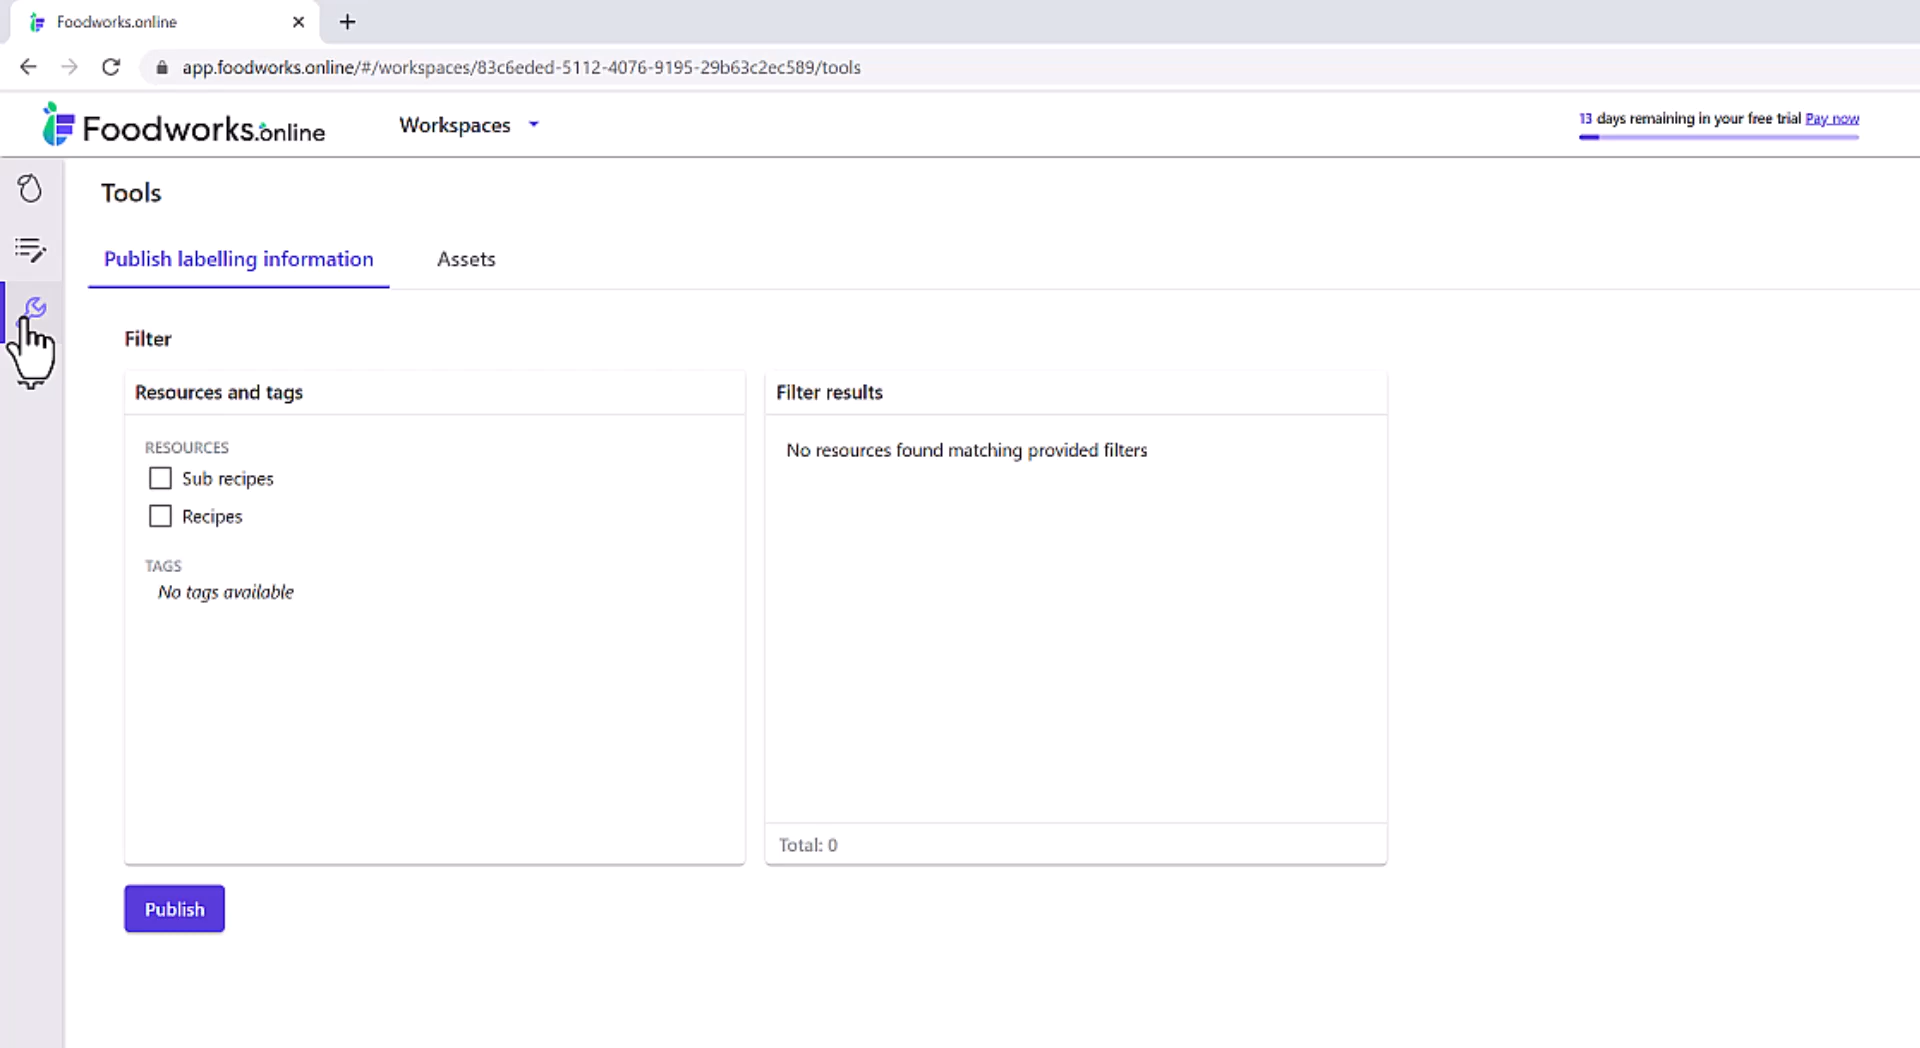 Foodworks.online
app.foodworks.online/#/workspaces/83c6eded-5112-4076-9195-29b63c2ec589/tools
Foodworks.online
Workspaces
13 days remaining in your free trial Pay now
Tools
Publish labelling information
Assets
Filter
Resources and tags
RESOURCES
Sub recipes
Recipes
TAGS
No tags available
Filter results
No resources found matching provided filters
Total: 0
Publish